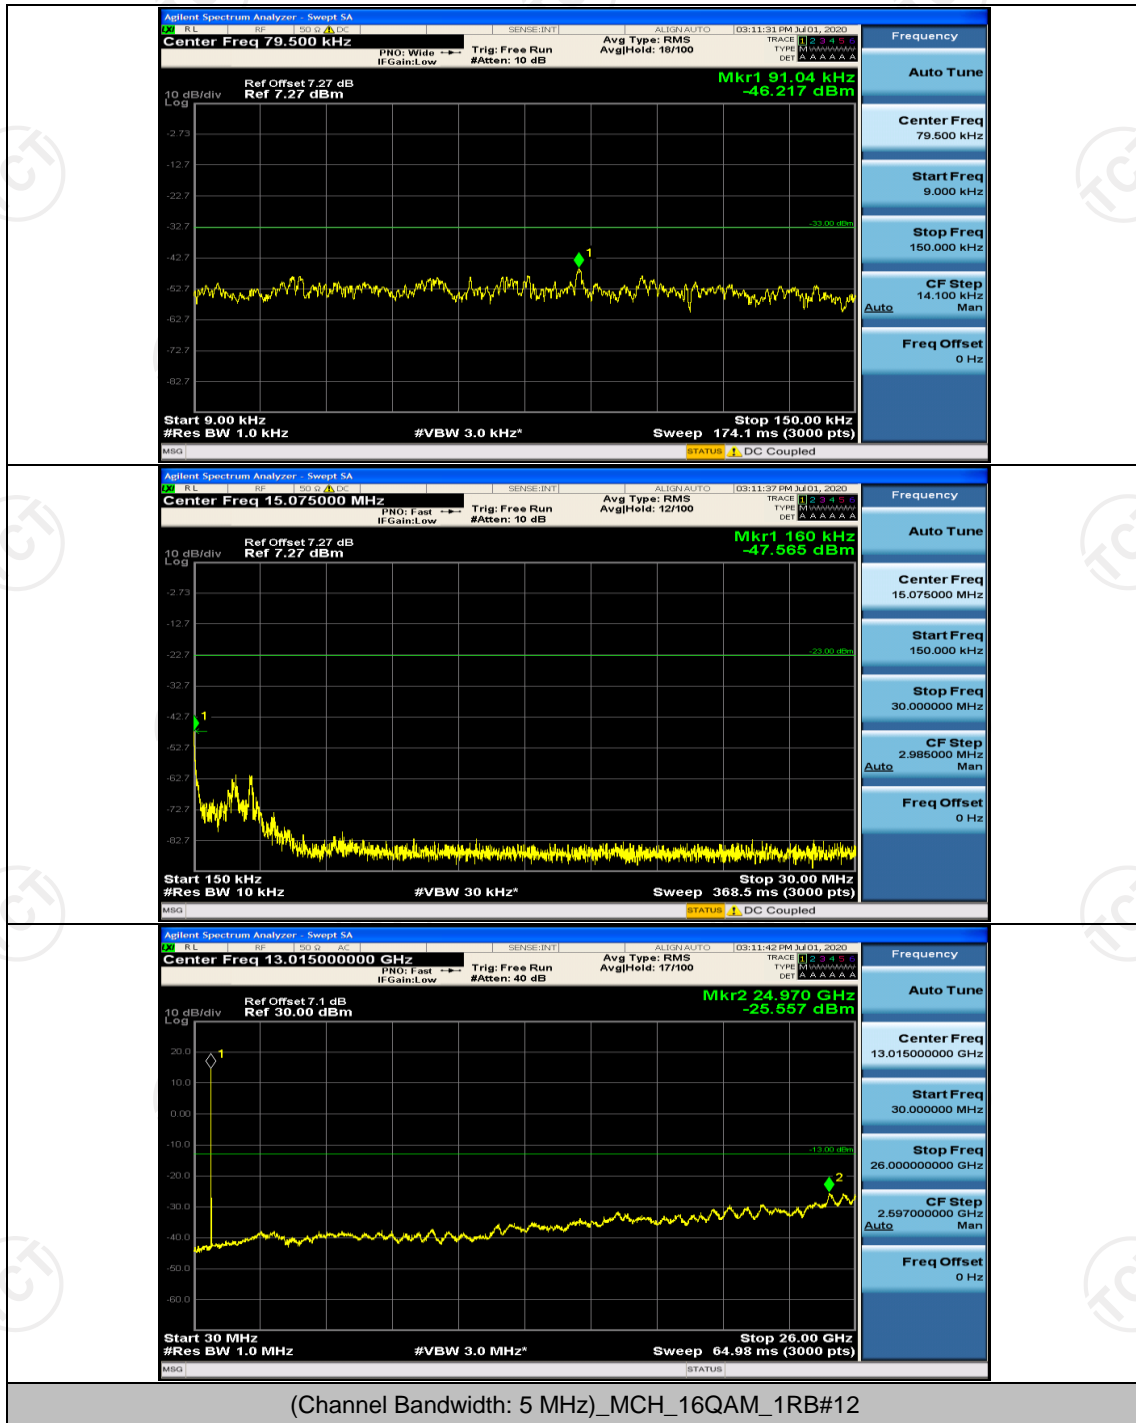 Agilent Spectrum Analyzer - Swept SA
LXI RL RF 50 Ω DC SENSE:INT ALIGN AUTO 03:11:31 PM Jul 01, 2020
Center Freq 79.500 kHz
PNO: Wide
IFGain:Low
Trig: Free Run
#Atten: 10 dB
Avg Type: RMS
Avg|Hold: 18/100
TRACE 1 2 3 4 5 6
TYPE M WWWWW
DET A A A A A A
Mkr1 91.04 kHz
-46.217 dBm
Ref Offset 7.27 dB
10 dB/div Ref 7.27 dBm
Log
-2.73
-12.7
-22.7
-32.7
-33.00 dBm
-42.7
1
-52.7
-62.7
-72.7
-82.7
Start 9.00 kHz Stop 150.00 kHz
#Res BW 1.0 kHz #VBW 3.0 kHz* Sweep 174.1 ms (3000 pts)
MSG STATUS DC Coupled
Frequency
Auto Tune
Center Freq
79.500 kHz
Start Freq
9.000 kHz
Stop Freq
150.000 kHz
CF Step
14.100 kHz
Auto Man
Freq Offset
0 Hz
Agilent Spectrum Analyzer - Swept SA
LXI RL RF 50 Ω DC SENSE:INT ALIGN AUTO 03:11:37 PM Jul 01, 2020
Center Freq 15.075000 MHz
PNO: Fast
IFGain:Low
Trig: Free Run
#Atten: 10 dB
Avg Type: RMS
Avg|Hold: 12/100
TRACE 1 2 3 4 5 6
TYPE M WWWWW
DET A A A A A A
Mkr1 160 kHz
-47.565 dBm
Ref Offset 7.27 dB
10 dB/div Ref 7.27 dBm
Log
-2.73
-12.7
-22.7
-23.00 dBm
-32.7
-42.7
1
-52.7
-62.7
-72.7
-82.7
Start 150 kHz Stop 30.00 MHz
#Res BW 10 kHz #VBW 30 kHz* Sweep 368.5 ms (3000 pts)
MSG STATUS DC Coupled
Frequency
Auto Tune
Center Freq
15.075000 MHz
Start Freq
150.000 kHz
Stop Freq
30.000000 MHz
CF Step
2.985000 MHz
Auto Man
Freq Offset
0 Hz
Agilent Spectrum Analyzer - Swept SA
LXI RL RF 50 Ω AC SENSE:INT ALIGN AUTO 03:11:42 PM Jul 01, 2020
Center Freq 13.015000000 GHz
PNO: Fast
IFGain:Low
Trig: Free Run
#Atten: 40 dB
Avg Type: RMS
Avg|Hold: 17/100
TRACE 1 2 3 4 5 6
TYPE M WWWWW
DET A A A A A A
Mkr2 24.970 GHz
-25.557 dBm
Ref Offset 7.1 dB
10 dB/div Ref 30.00 dBm
Log
20.0
1
10.0
0.00
-10.0
-13.00 dBm
-20.0
2
-30.0
-40.0
-50.0
-60.0
Start 30 MHz Stop 26.00 GHz
#Res BW 1.0 MHz #VBW 3.0 MHz* Sweep 64.98 ms (3000 pts)
MSG STATUS
Frequency
Auto Tune
Center Freq
13.015000000 GHz
Start Freq
30.000000 MHz
Stop Freq
26.000000000 GHz
CF Step
2.597000000 GHz
Auto Man
Freq Offset
0 Hz
(Channel Bandwidth: 5 MHz)_MCH_16QAM_1RB#12